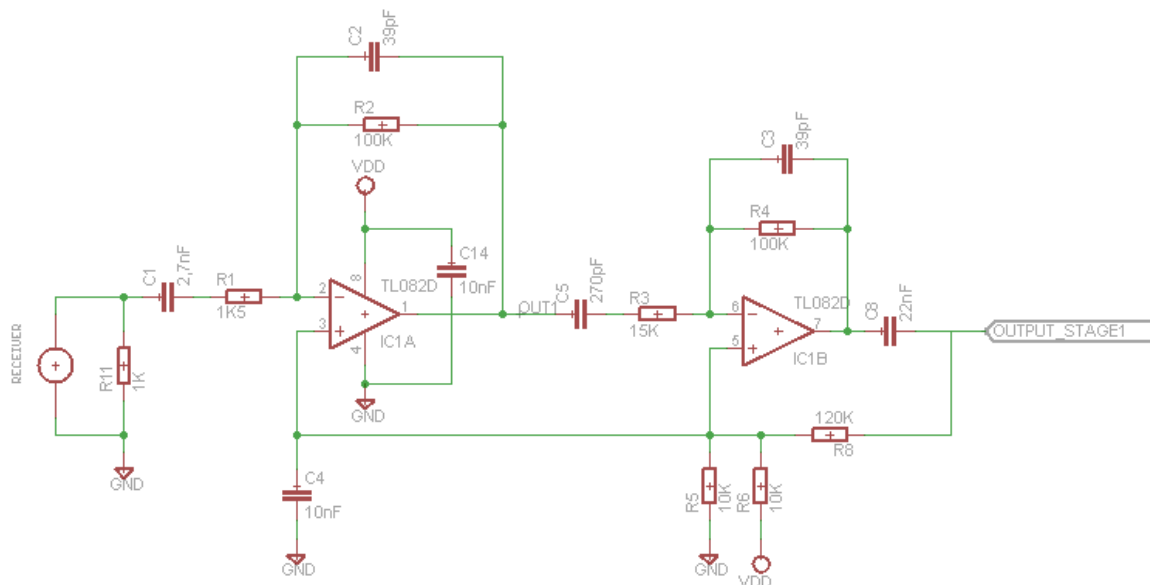 C2
39pF
R2
100K
VDD
C3
39pF
R4
100K
C1
2,7nF
R1
1K5
2
8
3
4
1
TL082D
IC1A
C14
10nF
OUT1
C5
270pF
R3
15K
6
5
7
TL082D
IC1B
C8
22nF
OUTPUT_STAGE1
RECEIVER
R11
1K
GND
GND
C4
10nF
GND
120K
R8
R5
10K
R6
10K
GND
VDD